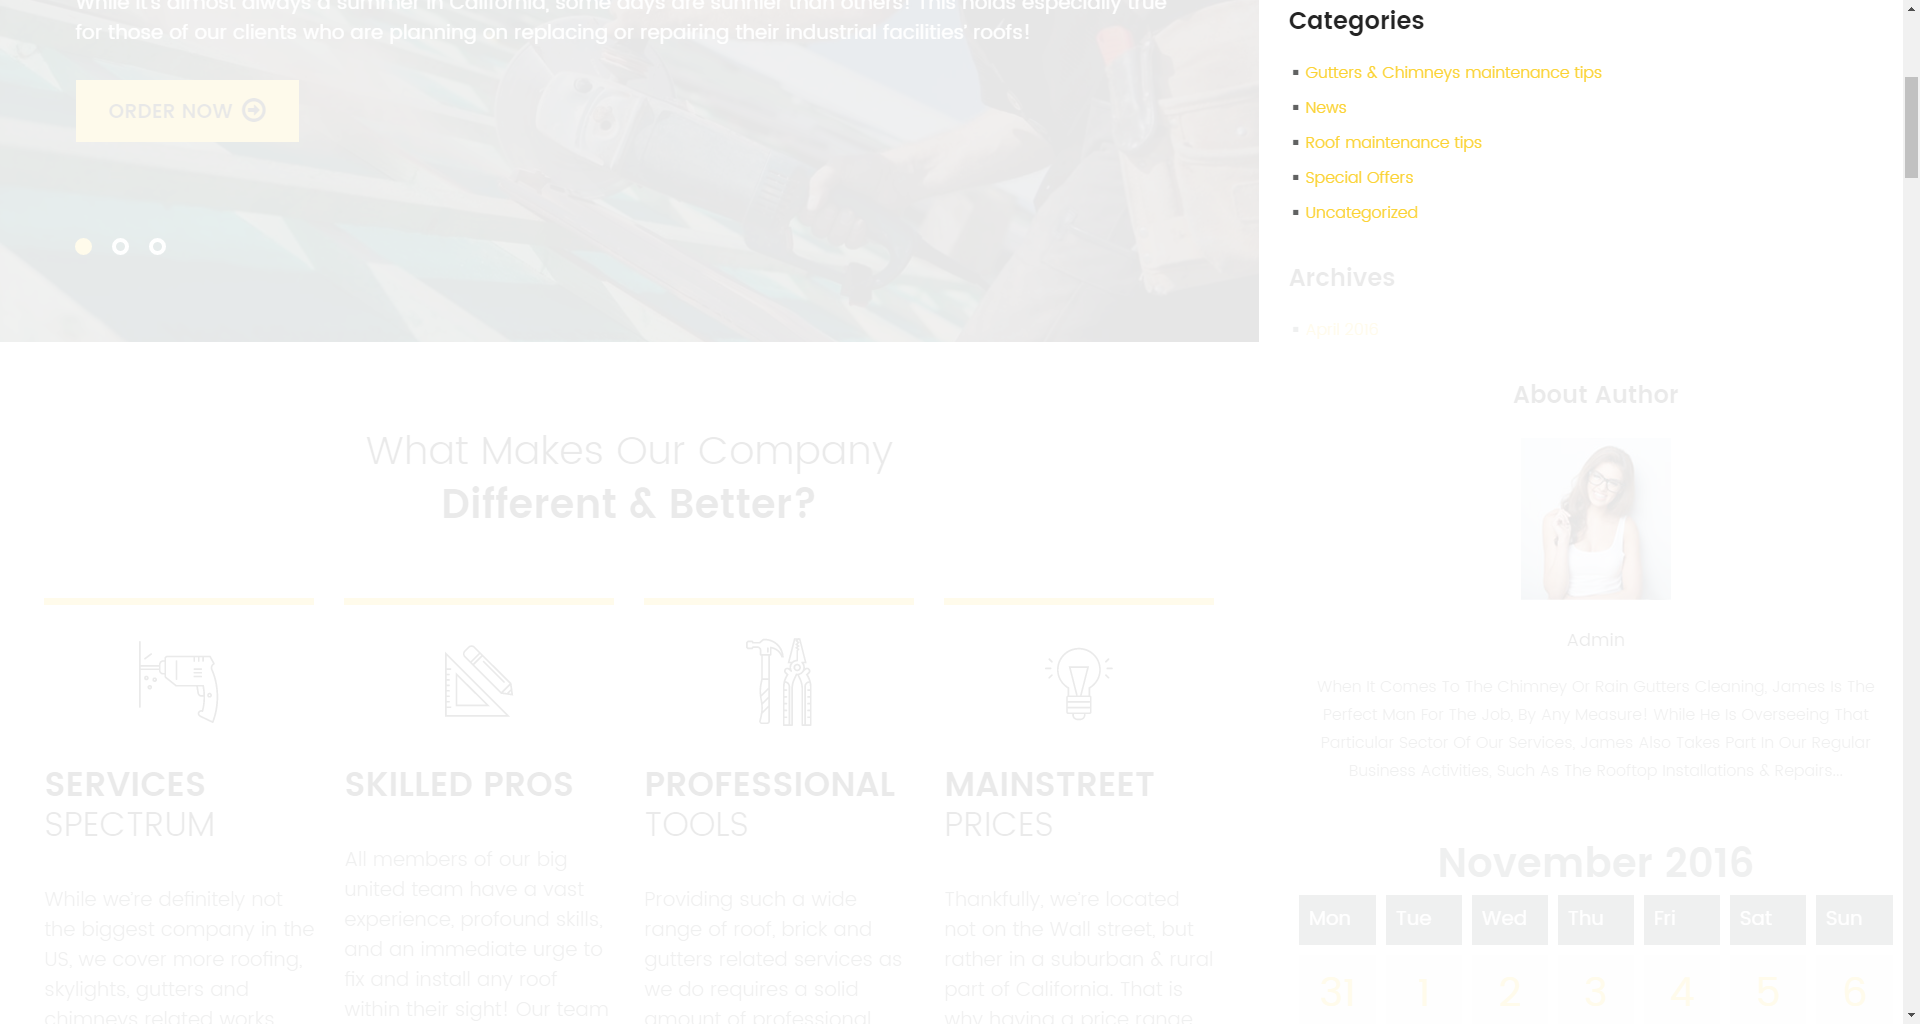 While it's almost always a summer in California, some days are sunnier than others! This holds especially true
for those of our clients who are planning on replacing or repairing their industrial facilities' roofs!
ORDER NOW
What Makes Our Company
Different & Better?
SERVICES
SPECTRUM
While we're definitely not
the biggest company in the
US, we cover more roofing,
skylights, gutters and
chimneys related works
SKILLED PROS
All members of our big
united team have a vast
experience, profound skills,
and an immediate urge to
fix and install any roof
within their sight! Our team
PROFESSIONAL
TOOLS
Providing such a wide
range of roof, brick and
gutters related services as
we do requires a solid
amount of professional
MAINSTREET
PRICES
Thankfully, we're located
not on the Wall street, but
rather in a suburban & rural
part of California. That is
why having a price range
Categories
Gutters & Chimneys maintenance tips
News
Roof maintenance tips
Special Offers
Uncategorized
Archives
April 2016
About Author
Admin
When It Comes To The Chimney Or Rain Gutters Cleaning, James Is The
Perfect Man For The Job, By Any Measure! While He Is Overseeing That
Particular Sector Of Our Services, James Also Takes Part In Our Regular
Business Activities, Such As The Rooftop Installations & Repairs...
November 2016
Mon Tue Wed Thu Fri Sat Sun
31 1 2 3 4 5 6